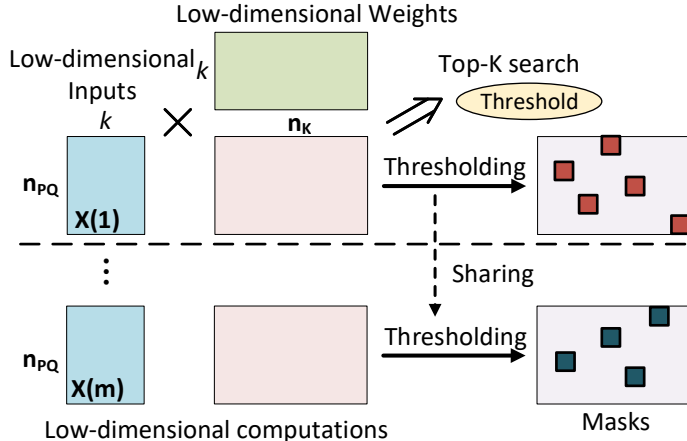 Low-dimensional Weights
Low-dimensional
Inputs
k
k
Top-K search
Threshold
n_K
n_PQ
X(1)
Thresholding
Sharing
n_PQ
X(m)
Thresholding
Low-dimensional computations
Masks